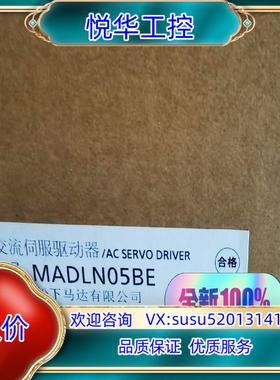 悦华工控
交流伺服驱动器/AC SERVO DRIVER
合格
MADLN05BE
下马达有限公司
全新100%
价
欢迎咨询 VX:susu52013141
品质保证 优质服务